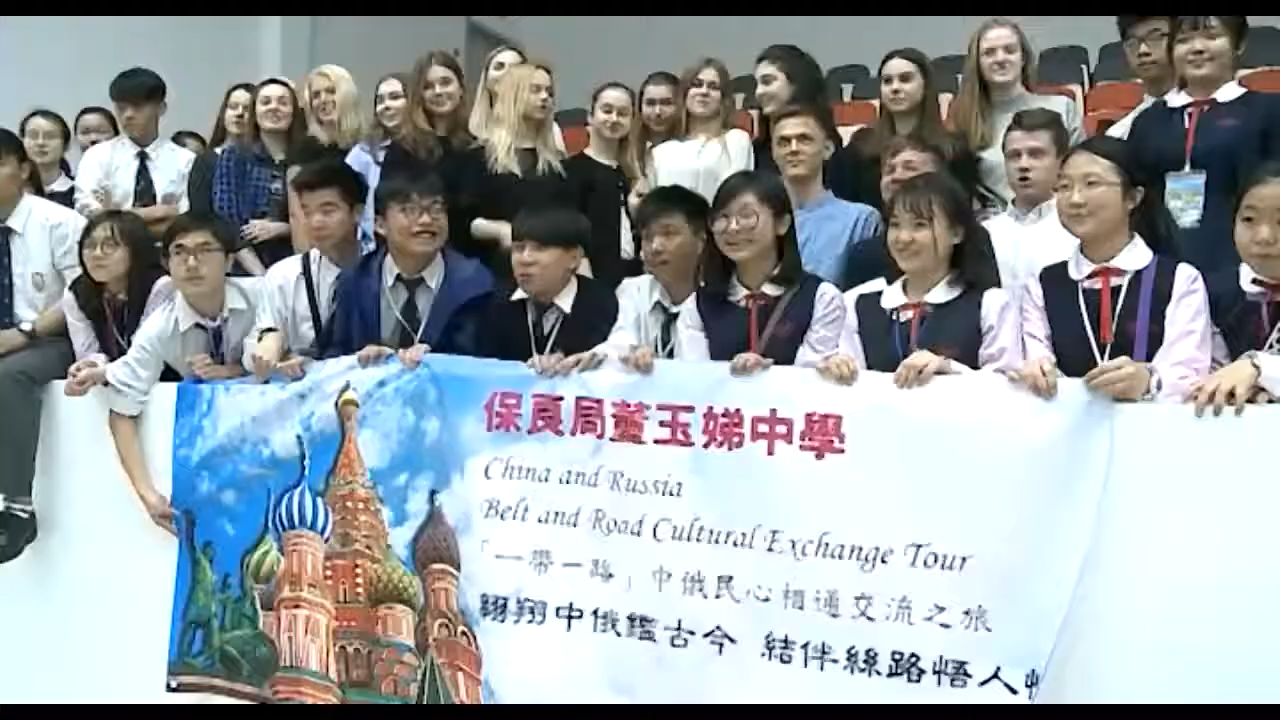 保良局董玉娣中學
China and Russia
Belt and Road Cultural Exchange Tour
「一帶一路」中俄民心相通交流之旅
翱翔中俄鑑古今 結伴絲路悟人